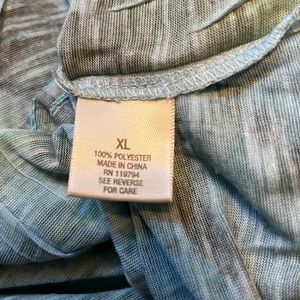 XL
100% POLYESTER
MADE IN CHINA
RN 119794
SEE REVERSE
FOR CARE